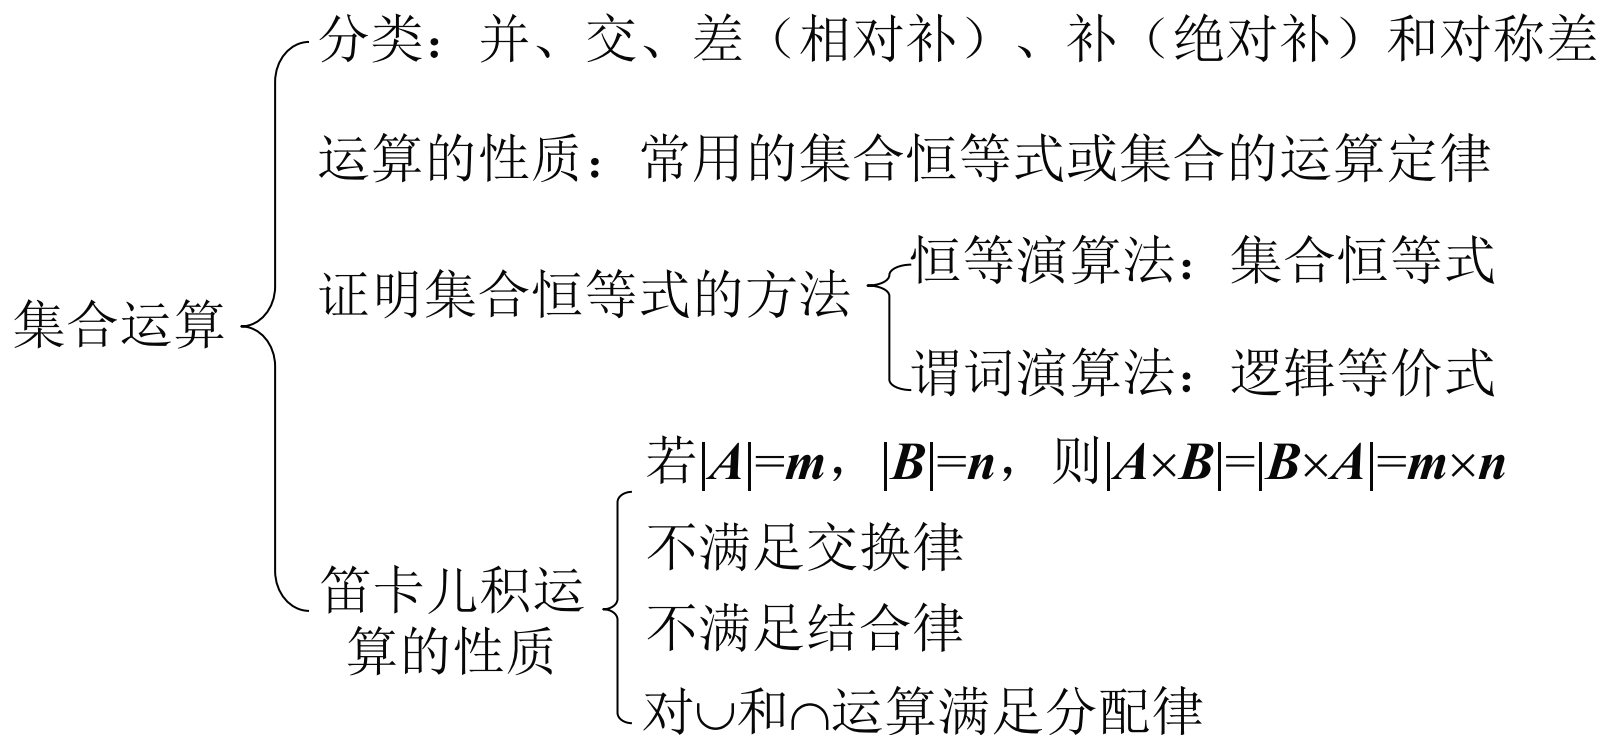 分类：并、交、差（相对补）、补（绝对补）和对称差
运算的性质：常用的集合恒等式或集合的运算定律
集合运算
证明集合恒等式的方法
恒等演算法：集合恒等式
谓词演算法：逻辑等价式
笛卡儿积运
算的性质
若|A|=m，|B|=n，则|A×B|=|B×A|=m×n
不满足交换律
不满足结合律
对∪和∩运算满足分配律